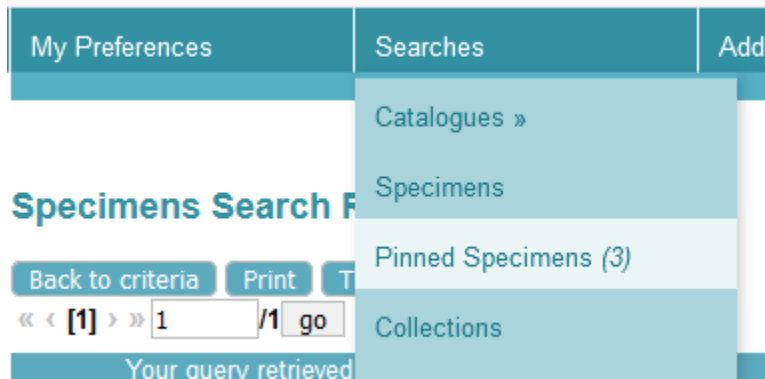 My Preferences Searches Add
Catalogues »
Specimens
Specimens Search
Pinned Specimens (3)
Back to criteria Print
« ‹ [1] › » 1 /1 go
Collections
Your query retrieved